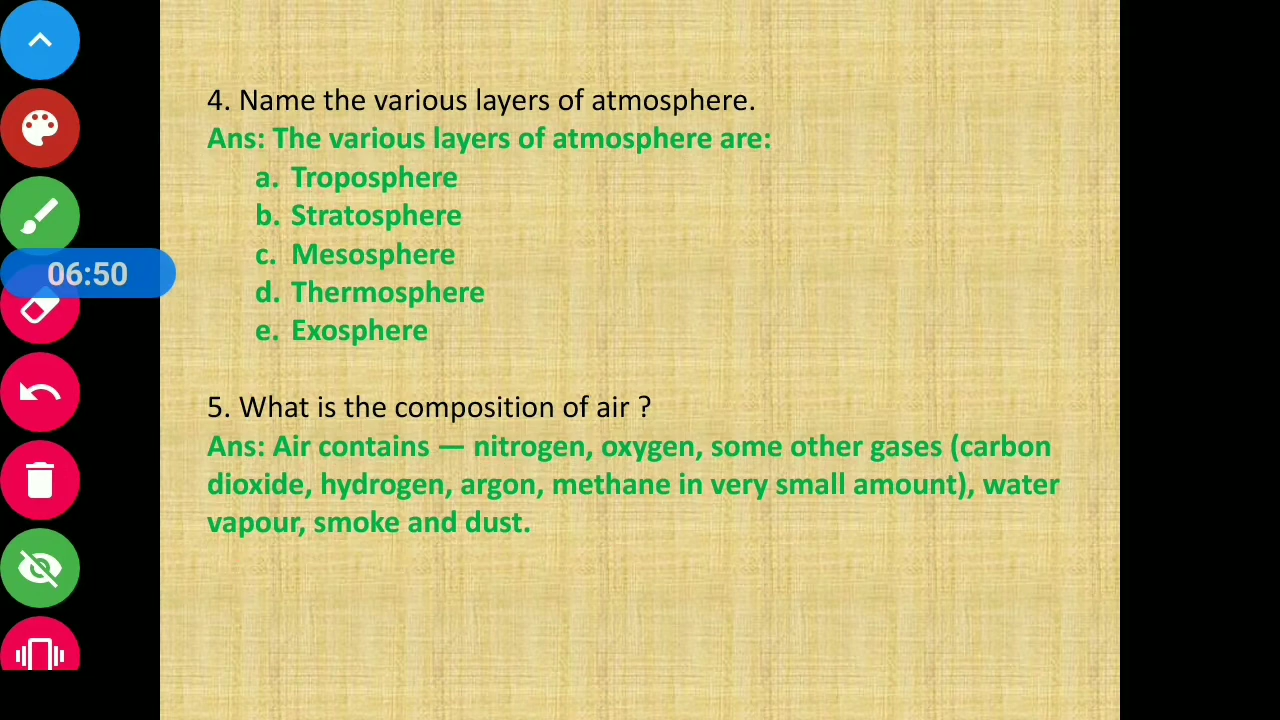 4. Name the various layers of atmosphere.
Ans: The various layers of atmosphere are:
a. Troposphere
b. Stratosphere
c. Mesosphere
d. Thermosphere
e. Exosphere
06:50
5. What is the composition of air ?
Ans: Air contains — nitrogen, oxygen, some other gases (carbon
dioxide, hydrogen, argon, methane in very small amount), water
vapour, smoke and dust.